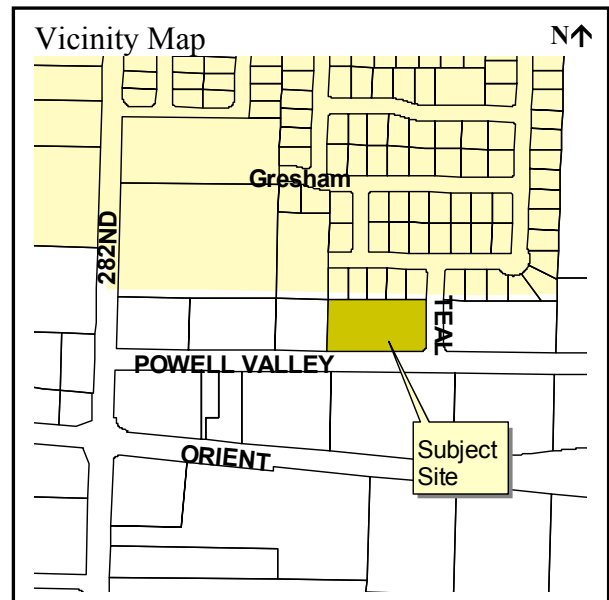 Vicinity Map
N↑
Gresham
282ND
TEAL
POWELL VALLEY
ORIENT
Subject
Site